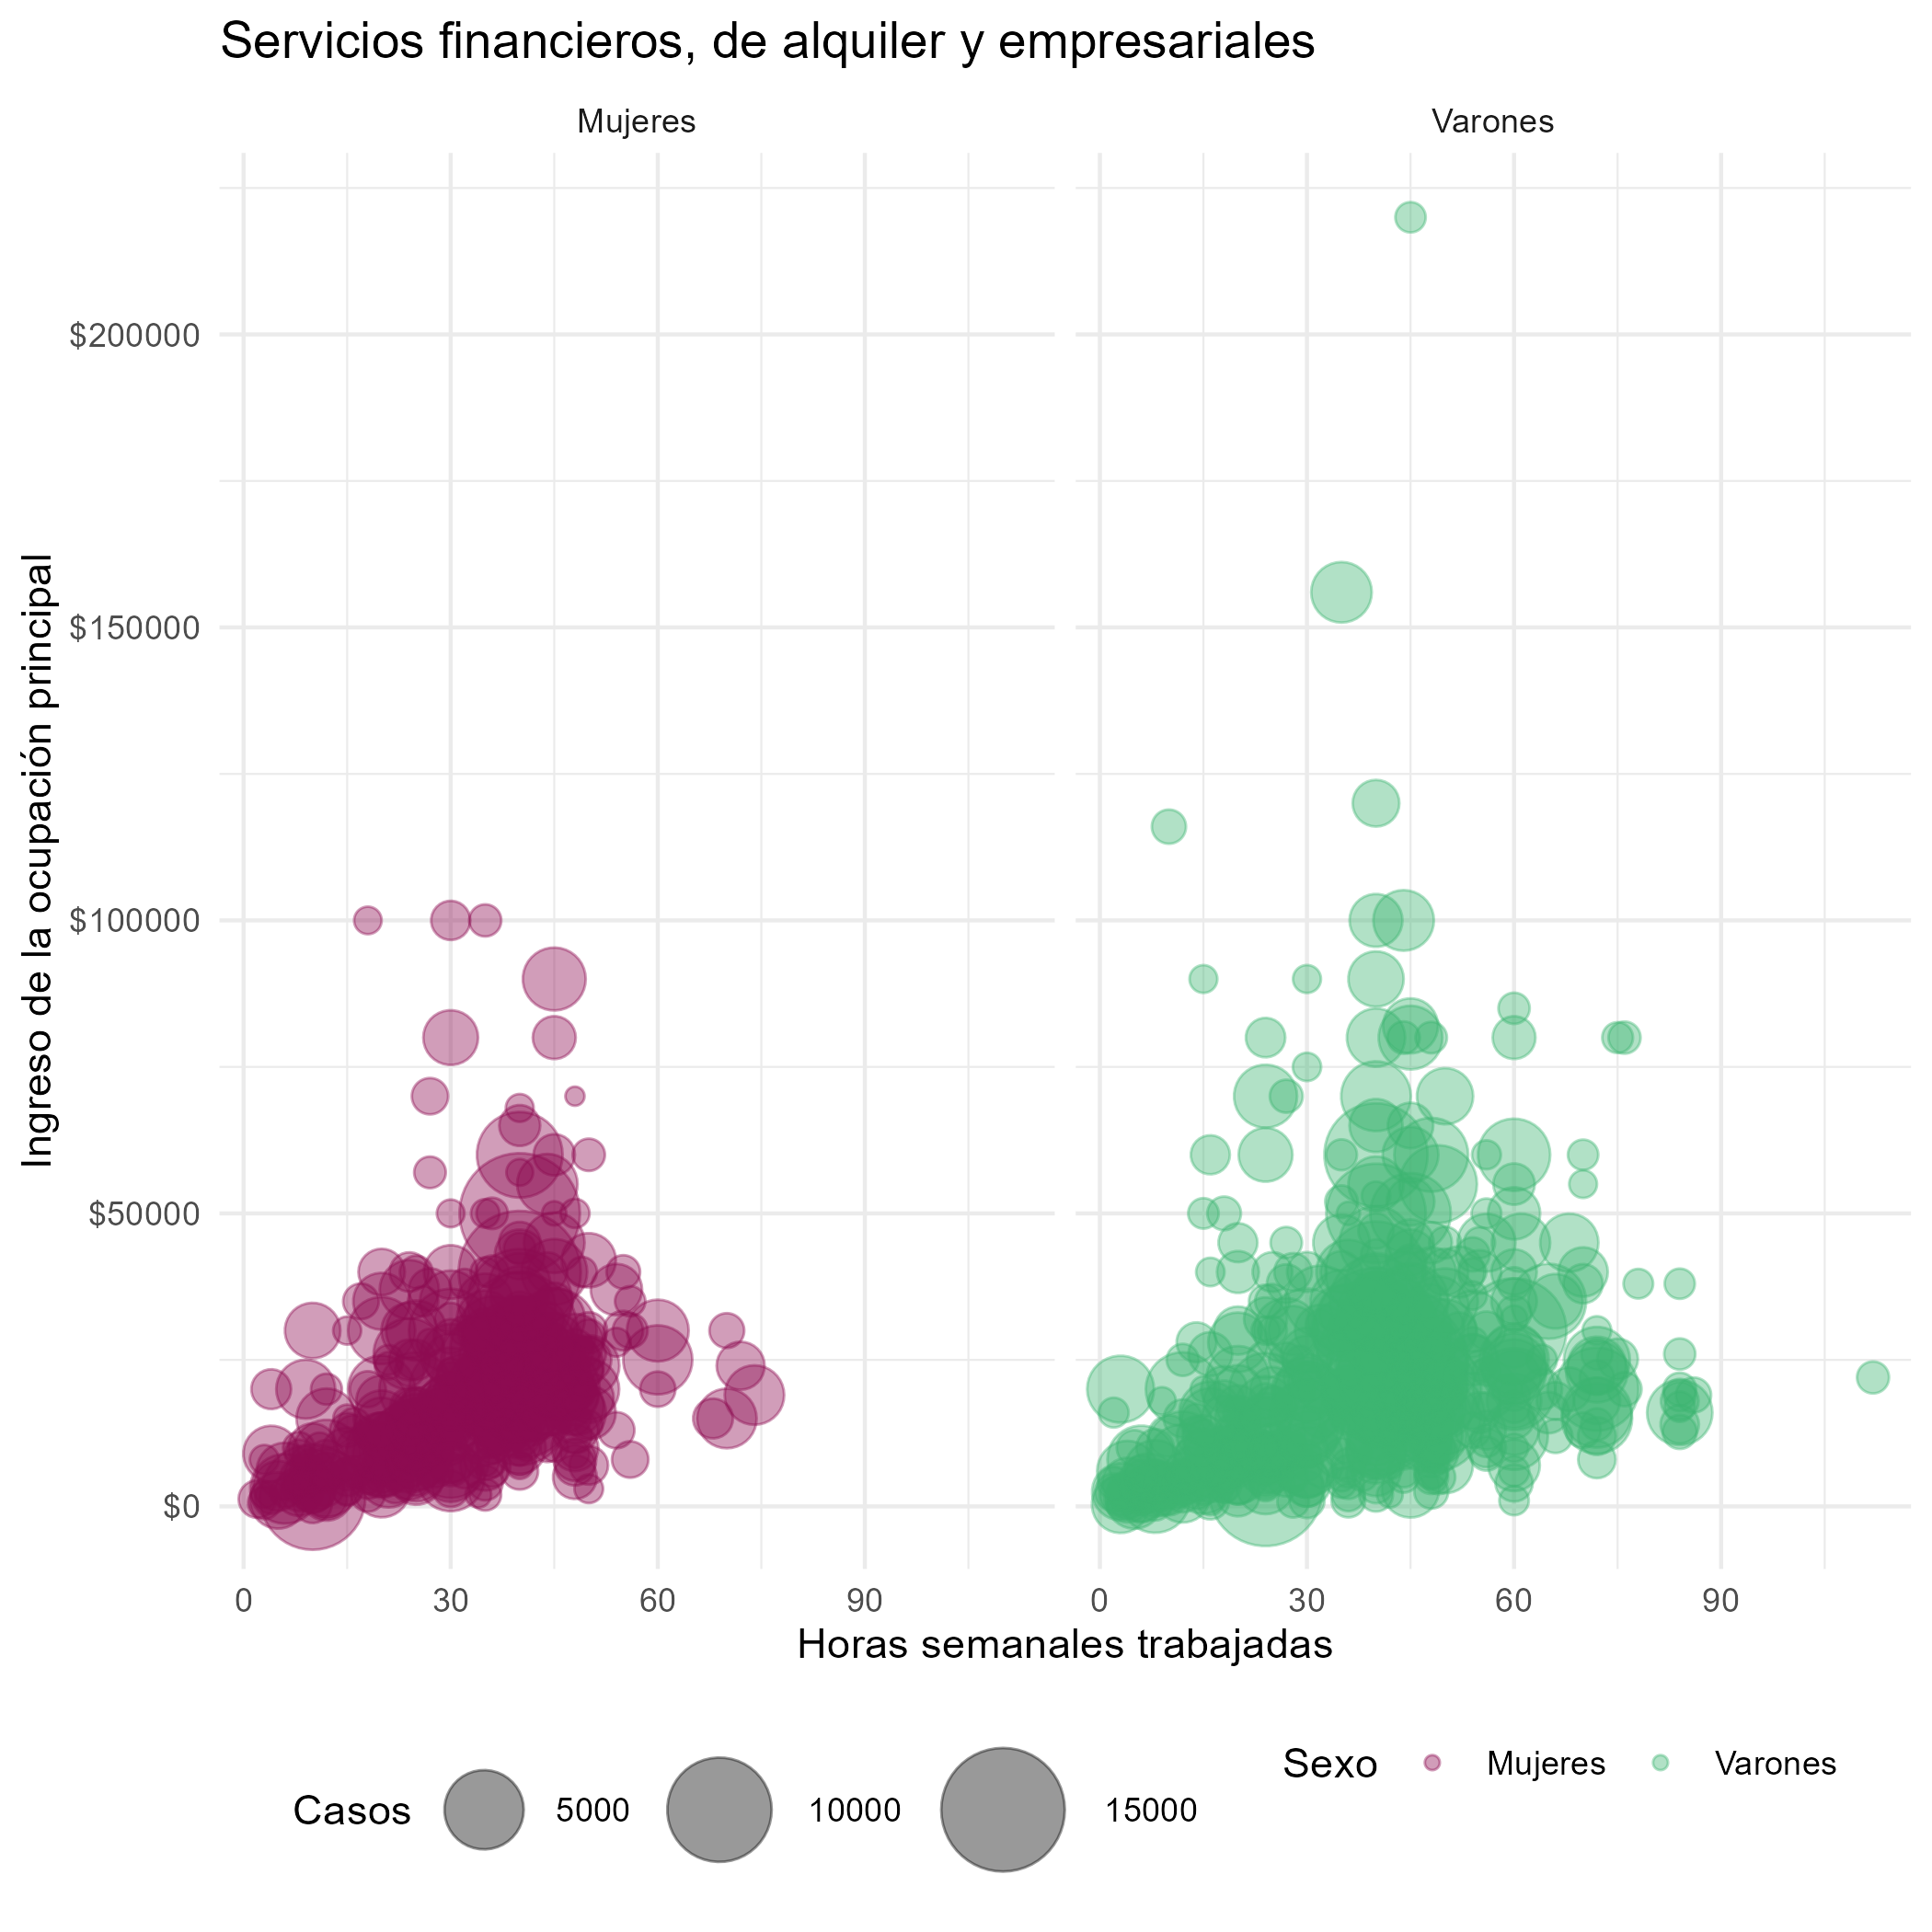 Servicios financieros, de alquiler y empresariales
Mujeres
Varones
Ingreso de la ocupación principal
$200000
$150000
$100000
$50000
$0
0 30 60 90
0 30 60 90
Horas semanales trabajadas
Casos 5000 10000 15000
Sexo Mujeres Varones